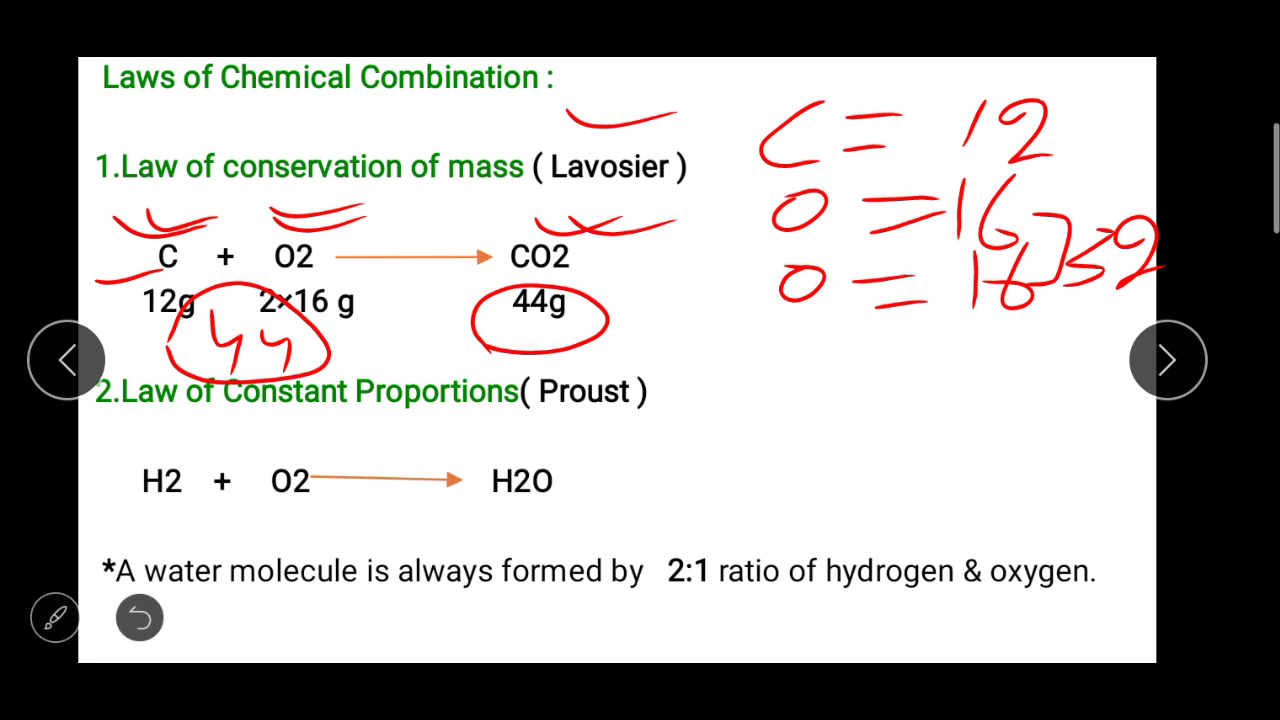 Laws of Chemical Combination :
C = 12
1.Law of conservation of mass ( Lavosier )
O = 16
C + O2 CO2
O = 16 32
12g 2×16 g 44g
44
2.Law of Constant Proportions( Proust )
H2 + O2 H2O
*A water molecule is always formed by 2:1 ratio of hydrogen & oxygen.